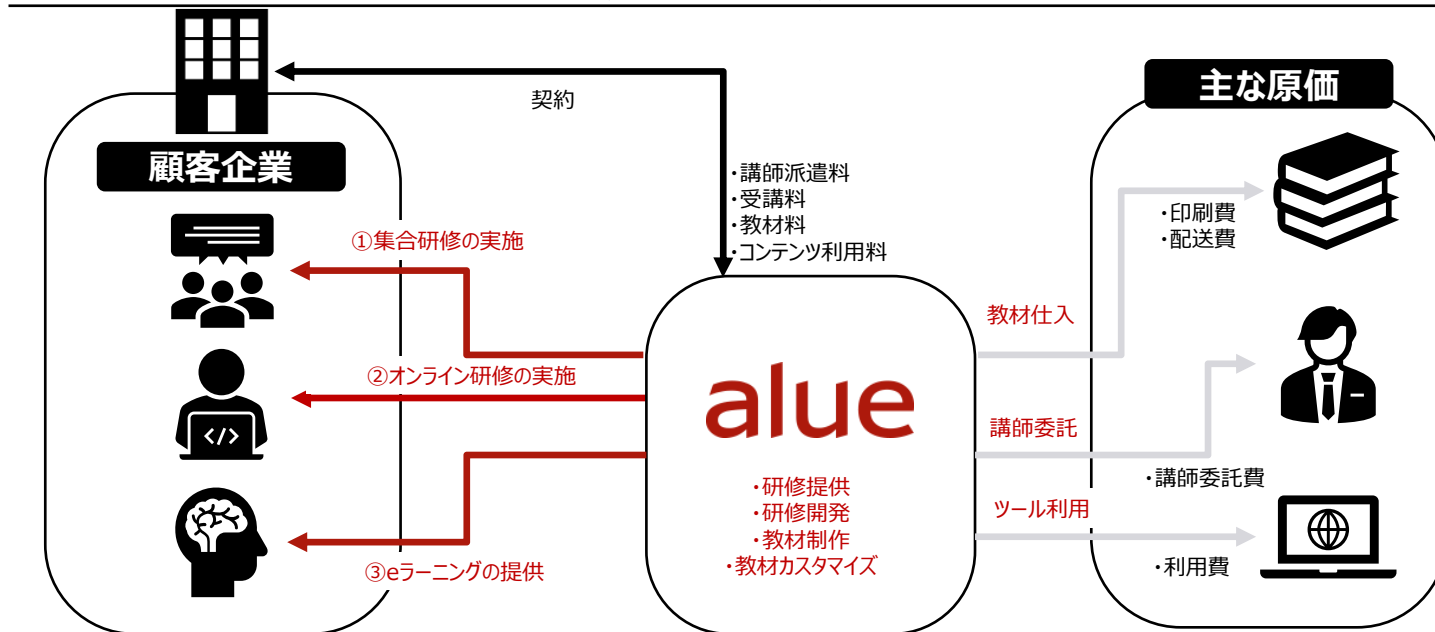 契約
顧客企業
主な原価
・講師派遣料
・受講料
・教材料
・コンテンツ利用料
①集合研修の実施
②オンライン研修の実施
</>
③eラーニングの提供
alue
・研修提供
・研修開発
・教材制作
・教材カスタマイズ
教材仕入
・印刷費
・配送費
講師委託
・講師委託費
ツール利用
・利用費